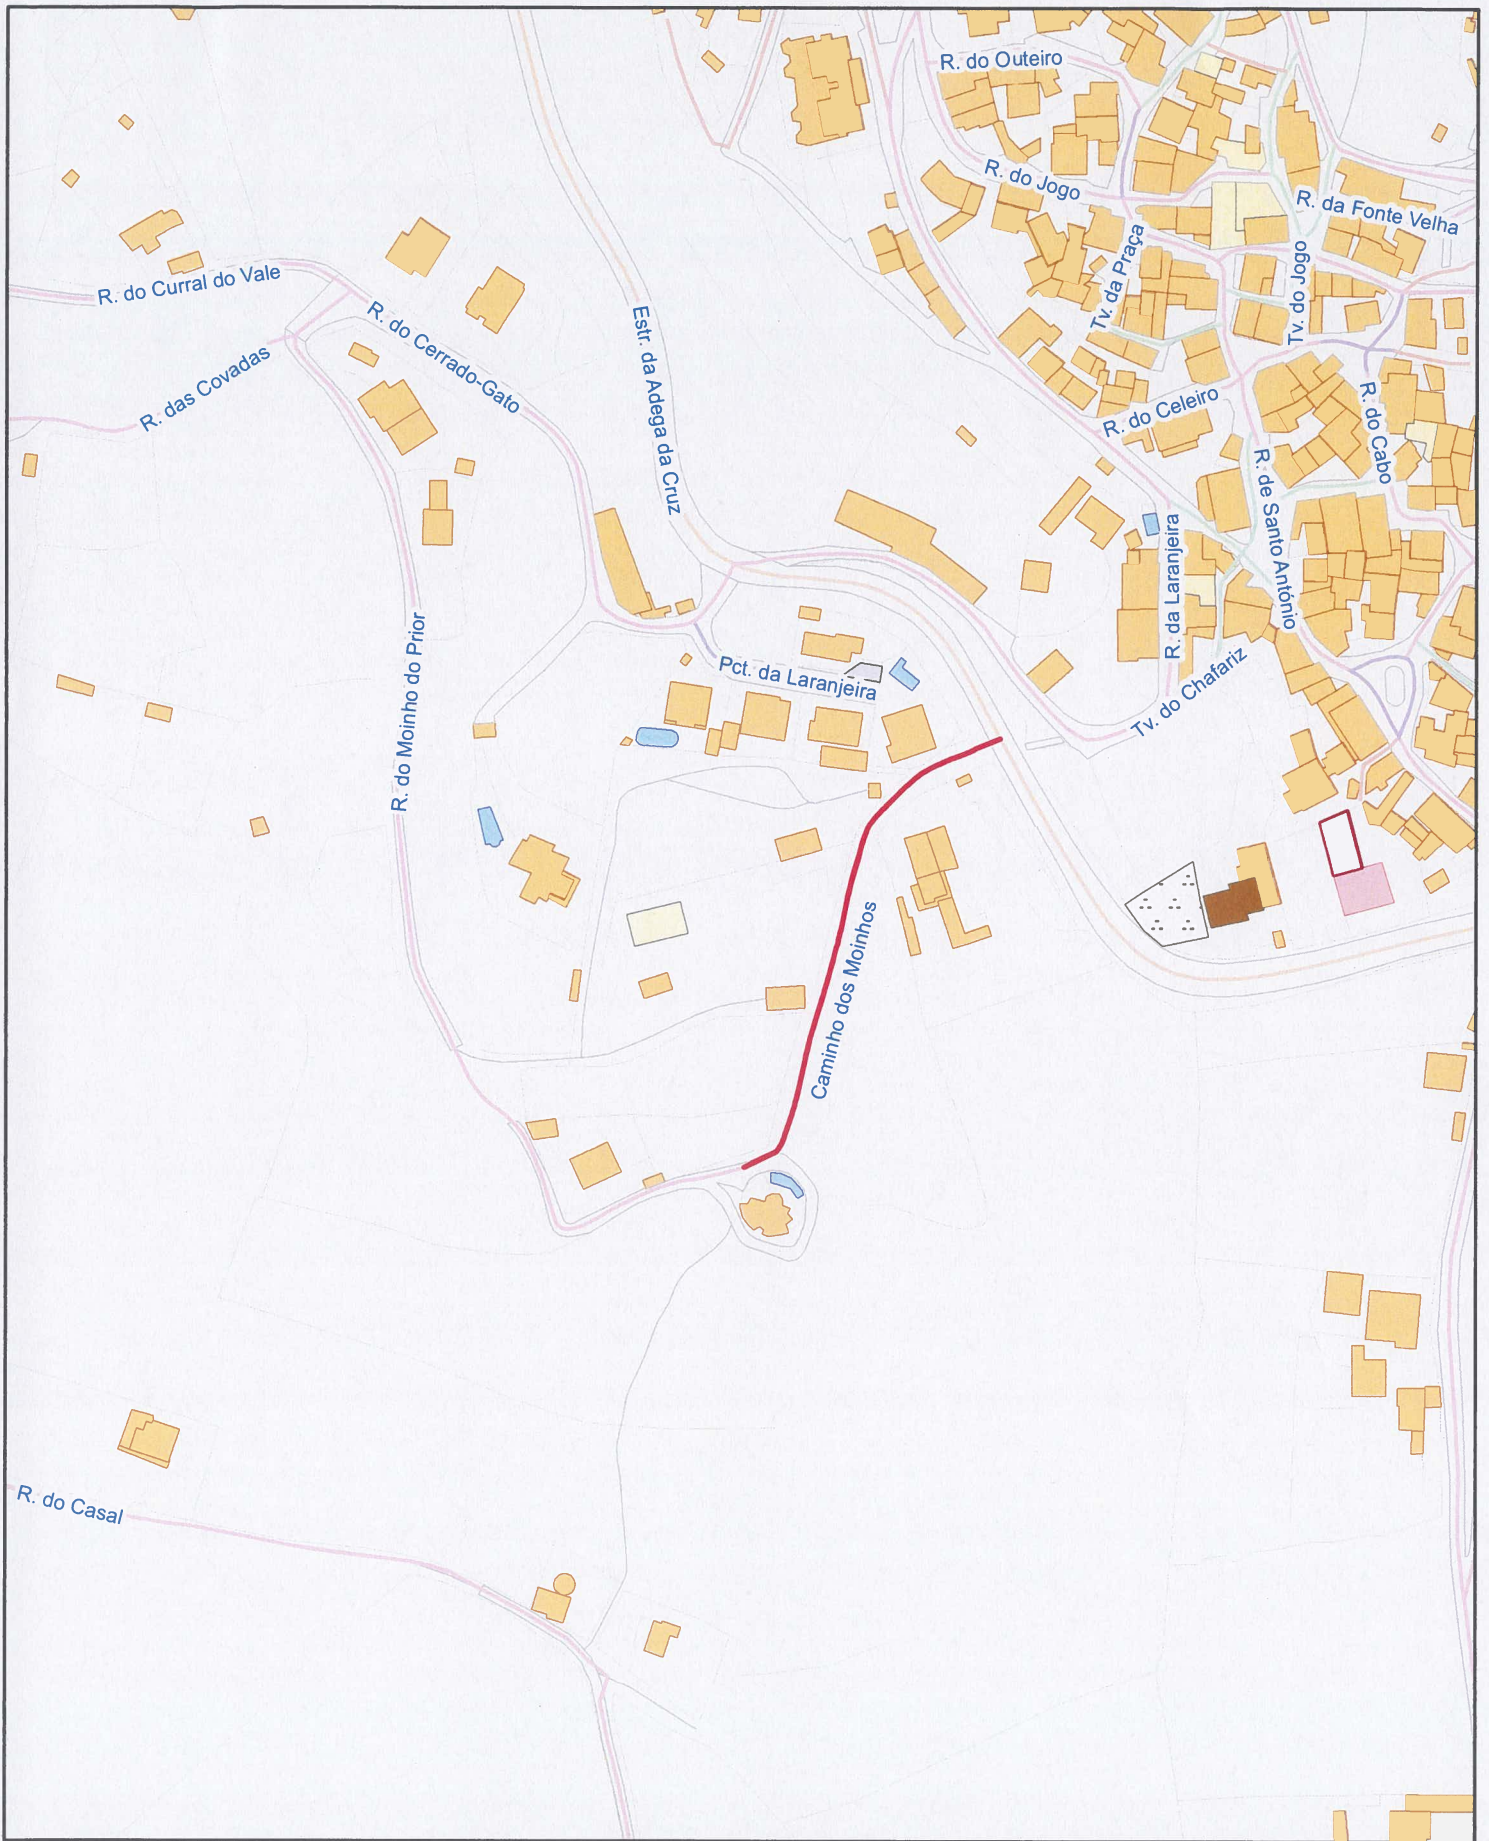 R. do Outeiro
R. do Jogo
R. da Fonte Velha
Tv. da Praça
Tv. do Jogo
R. do Curral do Vale
R. do Cerrado-Gato
R. das Covadas
Estr. da Adega da Cruz
R. do Celeiro
R. do Cabo
R. de Santo António
R. da Laranjeira
R. do Moinho do Prior
Pct. da Laranjeira
Tv. do Chafariz
Caminho dos Moinhos
R. do Casal